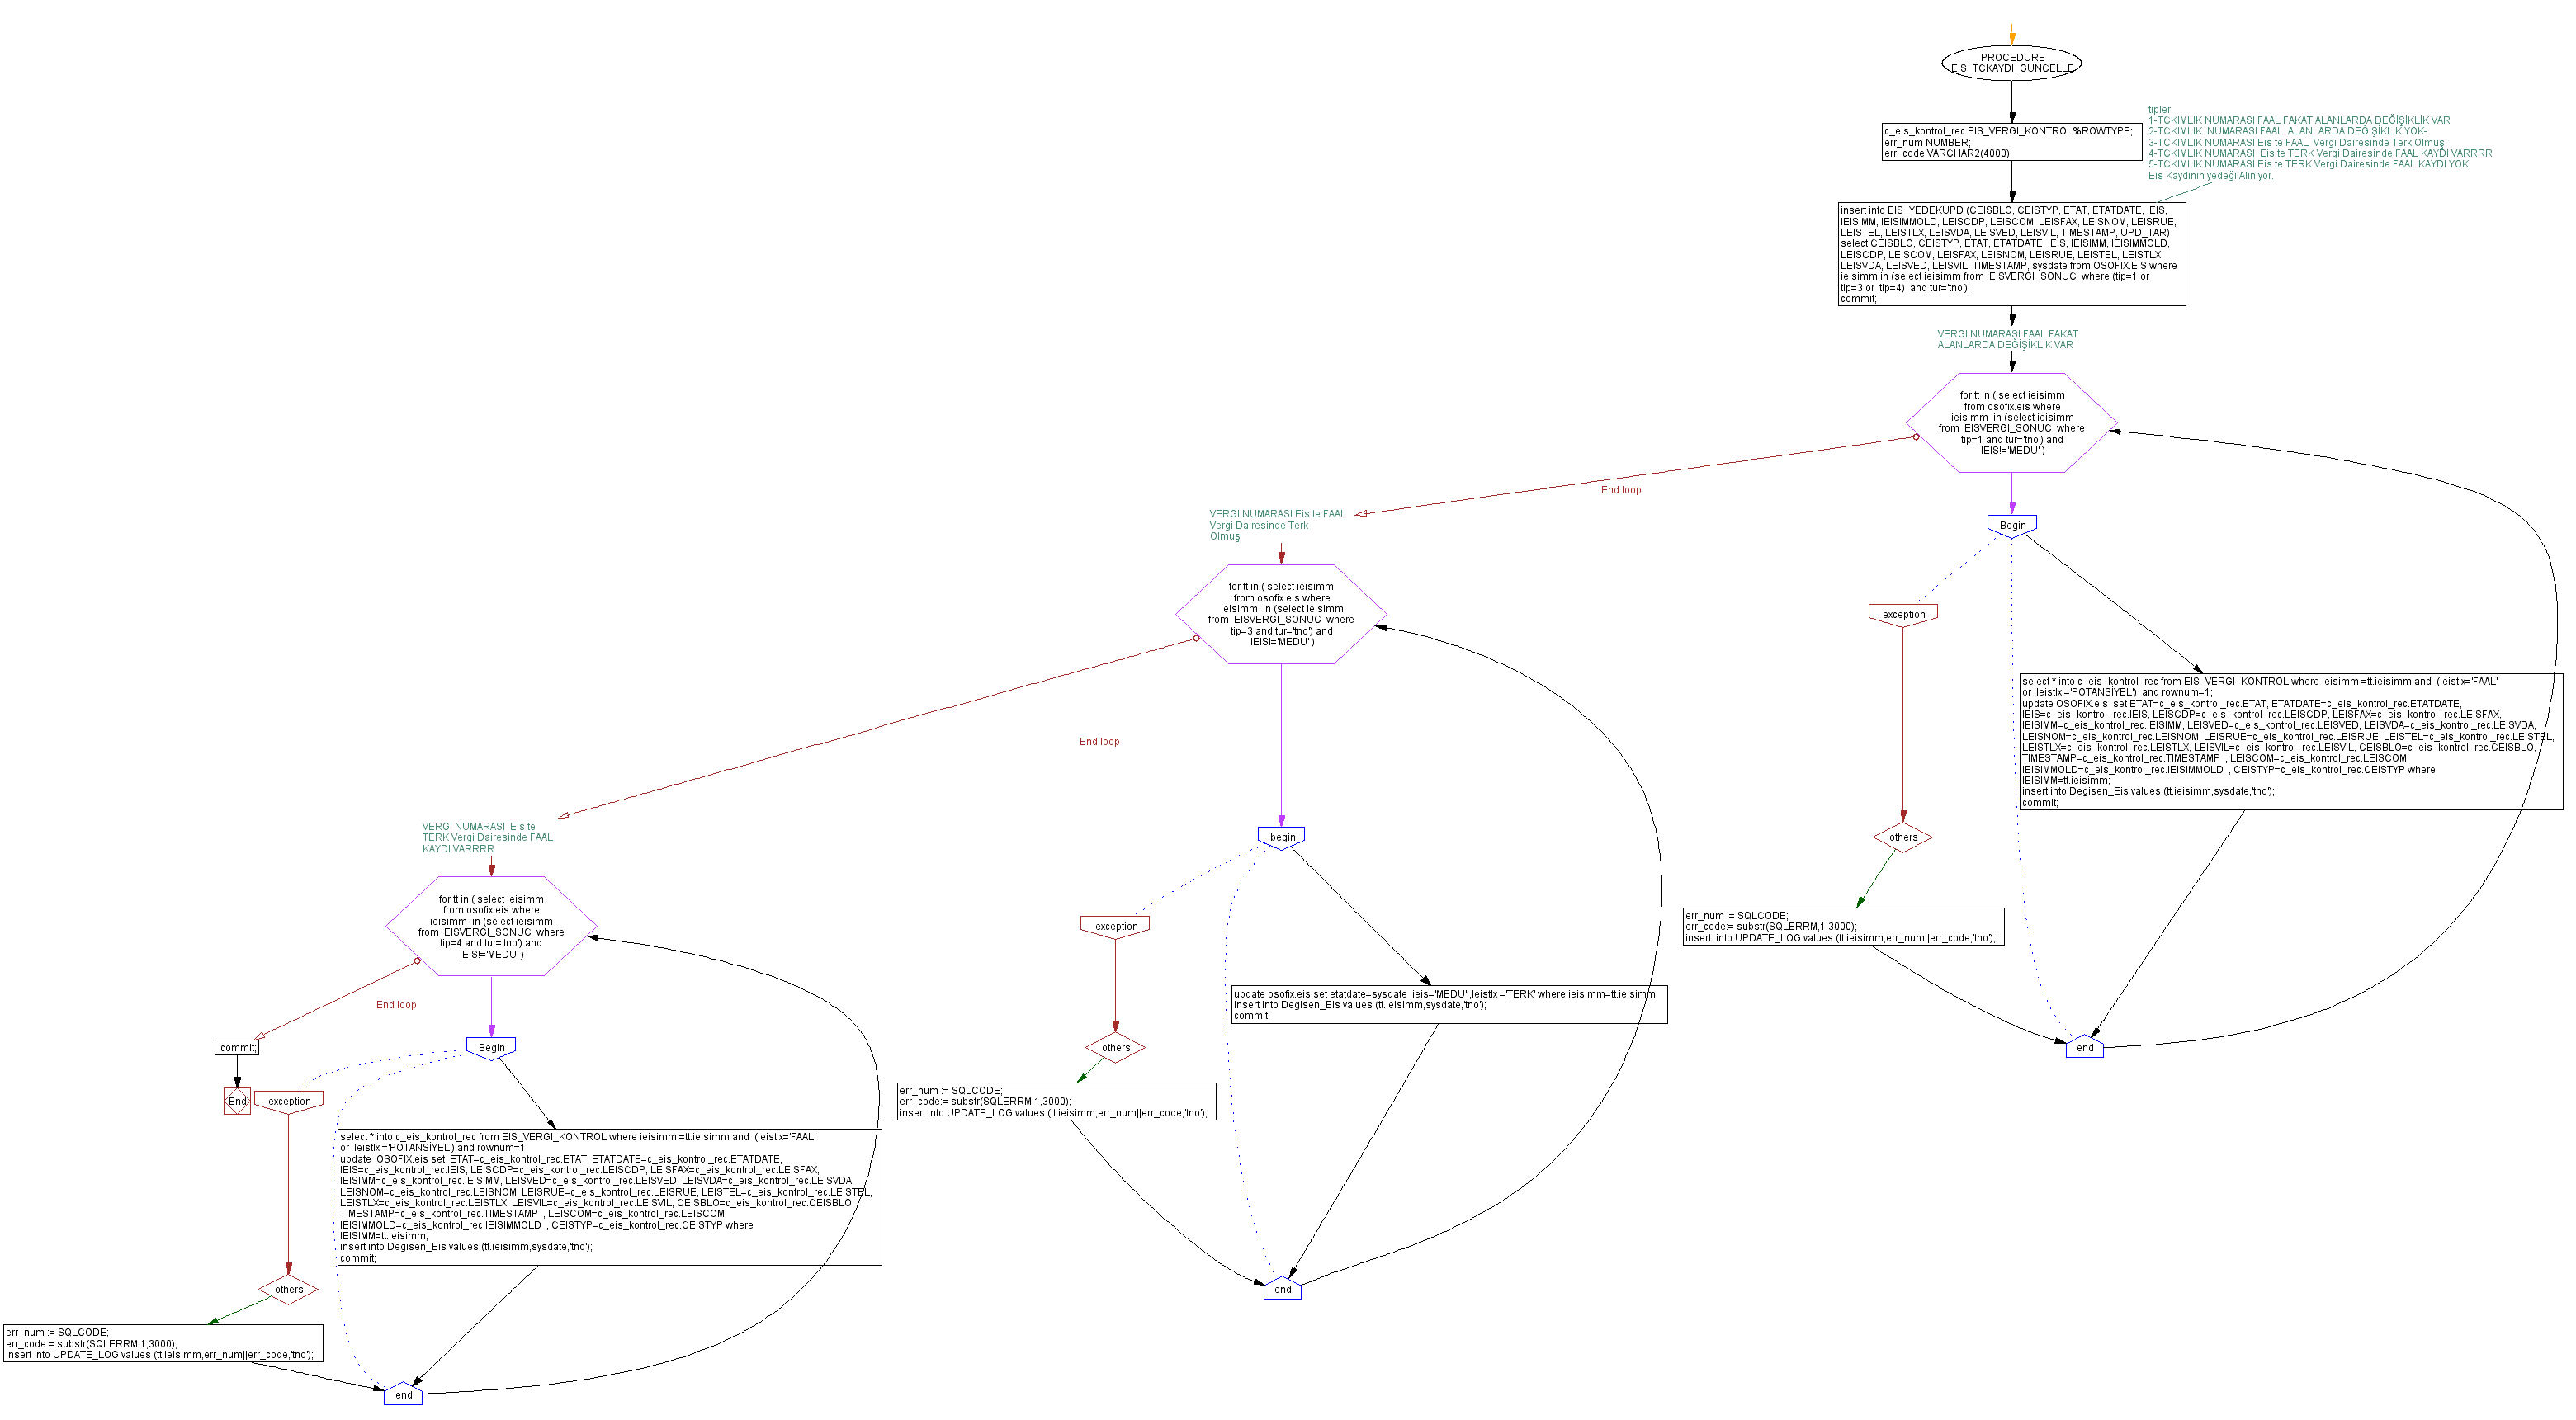 PROCEDURE
EIS_TCKAYDI_GUNCELLE
c_eis_kontrol_rec EIS_VERGI_KONTROL%ROWTYPE;
err_num NUMBER;
err_code VARCHAR2(4000);
tipler
1-TCKIMLIK NUMARASI FAAL FAKAT ALANLARDA DEĞİŞİKLİK VAR
2-TCKIMLIK  NUMARASI FAAL  ALANLARDA DEĞİŞİKLİK YOK-
3-TCKIMLIK NUMARASI Eis te FAAL  Vergi Dairesinde Terk Olmuş
4-TCKIMLIK NUMARASI  Eis te TERK Vergi Dairesinde FAAL KAYDI VARRRR
5-TCKIMLIK NUMARASI Eis te TERK Vergi Dairesinde FAAL KAYDI YOK
Eis Kaydının yedeği Alınıyor.
insert into EIS_YEDEKUPD (CEISBLO, CEISTYP, ETAT, ETATDATE, IEIS,
IEISIMM, IEISIMMOLD, LEISCDP, LEISCOM, LEISFAX, LEISNOM, LEISRUE,
LEISTEL, LEISTLX, LEISVDA, LEISVED, LEISVIL, TIMESTAMP, UPD_TAR)
select CEISBLO, CEISTYP, ETAT, ETATDATE, IEIS, IEISIMM, IEISIMMOLD,
LEISCDP, LEISCOM, LEISFAX, LEISNOM, LEISRUE, LEISTEL, LEISTLX,
LEISVDA, LEISVED, LEISVIL, TIMESTAMP, sysdate from OSOFIX.EIS where
ieisimm in (select ieisimm from  EISVERGI_SONUC  where (tip=1 or
tip=3 or  tip=4)  and tur='tno');
commit;
VERGI NUMARASI FAAL FAKAT
ALANLARDA DEĞİŞİKLİK VAR
for tt in ( select ieisimm
from osofix.eis where
ieisimm  in (select ieisimm
from  EISVERGI_SONUC  where
tip=1 and tur='tno') and
IEIS!='MEDU' )
End loop
Begin
exception
others
err_num := SQLCODE;
err_code:= substr(SQLERRM,1,3000);
insert  into UPDATE_LOG values (tt.ieisimm,err_num||err_code,'tno');
select * into c_eis_kontrol_rec from EIS_VERGI_KONTROL where ieisimm =tt.ieisimm and  (leistlx='FAAL'
or  leistlx ='POTANSİYEL')  and rownum=1;
update OSOFIX.eis  set ETAT=c_eis_kontrol_rec.ETAT, ETATDATE=c_eis_kontrol_rec.ETATDATE,
IEIS=c_eis_kontrol_rec.IEIS, LEISCDP=c_eis_kontrol_rec.LEISCDP, LEISFAX=c_eis_kontrol_rec.LEISFAX,
IEISIMM=c_eis_kontrol_rec.IEISIMM, LEISVED=c_eis_kontrol_rec.LEISVED, LEISVDA=c_eis_kontrol_rec.LEISVDA,
LEISNOM=c_eis_kontrol_rec.LEISNOM, LEISRUE=c_eis_kontrol_rec.LEISRUE, LEISTEL=c_eis_kontrol_rec.LEISTEL,
LEISTLX=c_eis_kontrol_rec.LEISTLX, LEISVIL=c_eis_kontrol_rec.LEISVIL, CEISBLO=c_eis_kontrol_rec.CEISBLO,
TIMESTAMP=c_eis_kontrol_rec.TIMESTAMP  , LEISCOM=c_eis_kontrol_rec.LEISCOM,
IEISIMMOLD=c_eis_kontrol_rec.IEISIMMOLD  , CEISTYP=c_eis_kontrol_rec.CEISTYP where
IEISIMM=tt.ieisimm;
insert into Degisen_Eis values (tt.ieisimm,sysdate,'tno');
commit;
end
VERGI NUMARASI Eis te FAAL
Vergi Dairesinde Terk
Olmuş
for tt in ( select ieisimm
from osofix.eis where
ieisimm  in (select ieisimm
from  EISVERGI_SONUC  where
tip=3 and tur='tno') and
IEIS!='MEDU' )
End loop
begin
exception
others
err_num := SQLCODE;
err_code:= substr(SQLERRM,1,3000);
insert into UPDATE_LOG values (tt.ieisimm,err_num||err_code,'tno');
update osofix.eis set etatdate=sysdate ,ieis='MEDU' ,leistlx ='TERK' where ieisimm=tt.ieisimm;
insert into Degisen_Eis values (tt.ieisimm,sysdate,'tno');
commit;
end
VERGI NUMARASI  Eis te
TERK Vergi Dairesinde FAAL
KAYDI VARRRR
for tt in ( select ieisimm
from osofix.eis where
ieisimm  in (select ieisimm
from  EISVERGI_SONUC  where
tip=4 and tur='tno') and
IEIS!='MEDU' )
End loop
commit;
End
Begin
exception
others
err_num := SQLCODE;
err_code:= substr(SQLERRM,1,3000);
insert into UPDATE_LOG values (tt.ieisimm,err_num||err_code,'tno');
select * into c_eis_kontrol_rec from EIS_VERGI_KONTROL where ieisimm =tt.ieisimm and  (leistlx='FAAL'
or  leistlx ='POTANSİYEL') and rownum=1;
update  OSOFIX.eis set  ETAT=c_eis_kontrol_rec.ETAT, ETATDATE=c_eis_kontrol_rec.ETATDATE,
IEIS=c_eis_kontrol_rec.IEIS, LEISCDP=c_eis_kontrol_rec.LEISCDP, LEISFAX=c_eis_kontrol_rec.LEISFAX,
IEISIMM=c_eis_kontrol_rec.IEISIMM, LEISVED=c_eis_kontrol_rec.LEISVED, LEISVDA=c_eis_kontrol_rec.LEISVDA,
LEISNOM=c_eis_kontrol_rec.LEISNOM, LEISRUE=c_eis_kontrol_rec.LEISRUE, LEISTEL=c_eis_kontrol_rec.LEISTEL,
LEISTLX=c_eis_kontrol_rec.LEISTLX, LEISVIL=c_eis_kontrol_rec.LEISVIL, CEISBLO=c_eis_kontrol_rec.CEISBLO,
TIMESTAMP=c_eis_kontrol_rec.TIMESTAMP  , LEISCOM=c_eis_kontrol_rec.LEISCOM,
IEISIMMOLD=c_eis_kontrol_rec.IEISIMMOLD  , CEISTYP=c_eis_kontrol_rec.CEISTYP where
IEISIMM=tt.ieisimm;
insert into Degisen_Eis values (tt.ieisimm,sysdate,'tno');
commit;
end